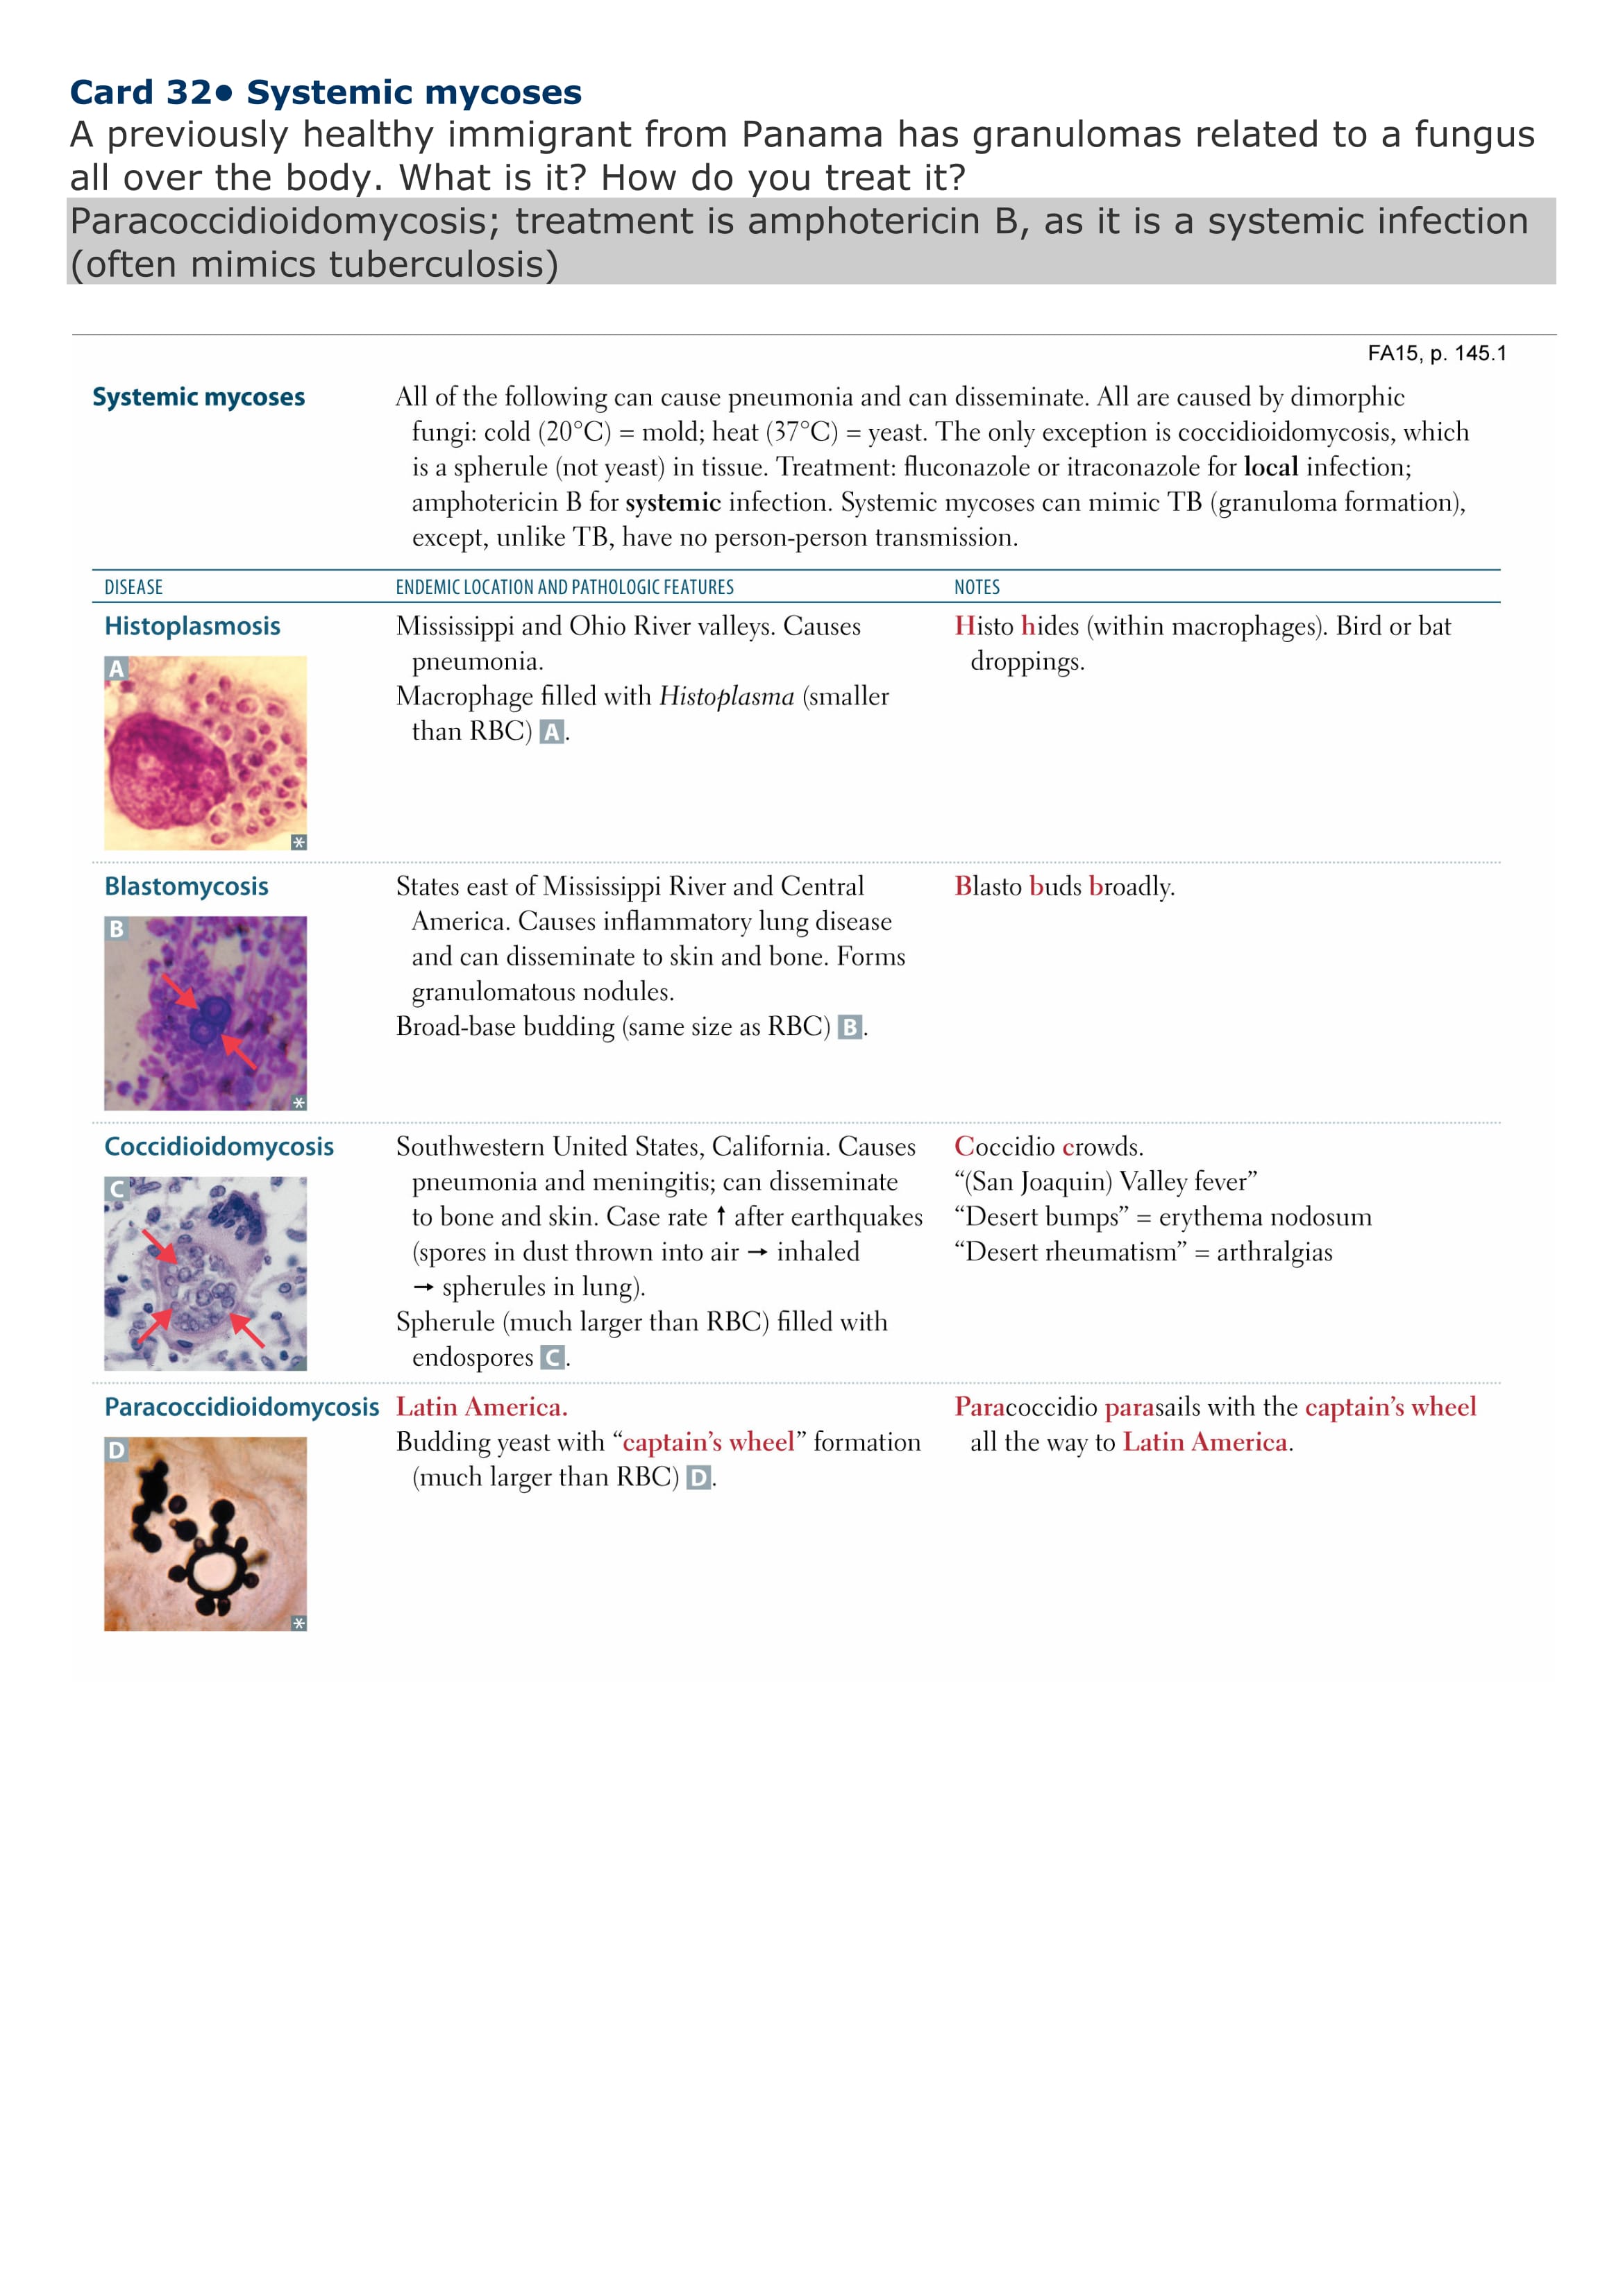 Card 32● Systemic mycoses
A previously healthy immigrant from Panama has granulomas related to a fungus
all over the body. What is it? How do you treat it?
Paracoccidioidomycosis; treatment is amphotericin B, as it is a systemic infection
(often mimics tuberculosis)
FA15, p. 145.1
Systemic mycoses
All of the following can cause pneumonia and can disseminate. All are caused by dimorphic
fungi: cold (20°C) = mold; heat (37°C) = yeast. The only exception is coccidioidomycosis, which
is a spherule (not yeast) in tissue. Treatment: fluconazole or itraconazole for local infection;
amphotericin B for systemic infection. Systemic mycoses can mimic TB (granuloma formation),
except, unlike TB, have no person-person transmission.
DISEASE
ENDEMIC LOCATION AND PATHOLOGIC FEATURES
NOTES
Histoplasmosis
A
*
Mississippi and Ohio River valleys. Causes
pneumonia.
Macrophage filled with Histoplasma (smaller
than RBC) A.
Histo hides (within macrophages). Bird or bat
droppings.
Blastomycosis
B
*
States east of Mississippi River and Central
America. Causes inflammatory lung disease
and can disseminate to skin and bone. Forms
granulomatous nodules.
Broad-base budding (same size as RBC) B.
Blasto buds broadly.
Coccidioidomycosis
C
Southwestern United States, California. Causes
pneumonia and meningitis; can disseminate
to bone and skin. Case rate ↑ after earthquakes
(spores in dust thrown into air → inhaled
→ spherules in lung).
Spherule (much larger than RBC) filled with
endospores C.
Coccidio crowds.
“(San Joaquin) Valley fever”
“Desert bumps” = erythema nodosum
“Desert rheumatism” = arthralgias
Paracoccidioidomycosis
D
*
Latin America.
Budding yeast with “captain’s wheel” formation
(much larger than RBC) D.
Paracoccidio parasails with the captain’s wheel
all the way to Latin America.